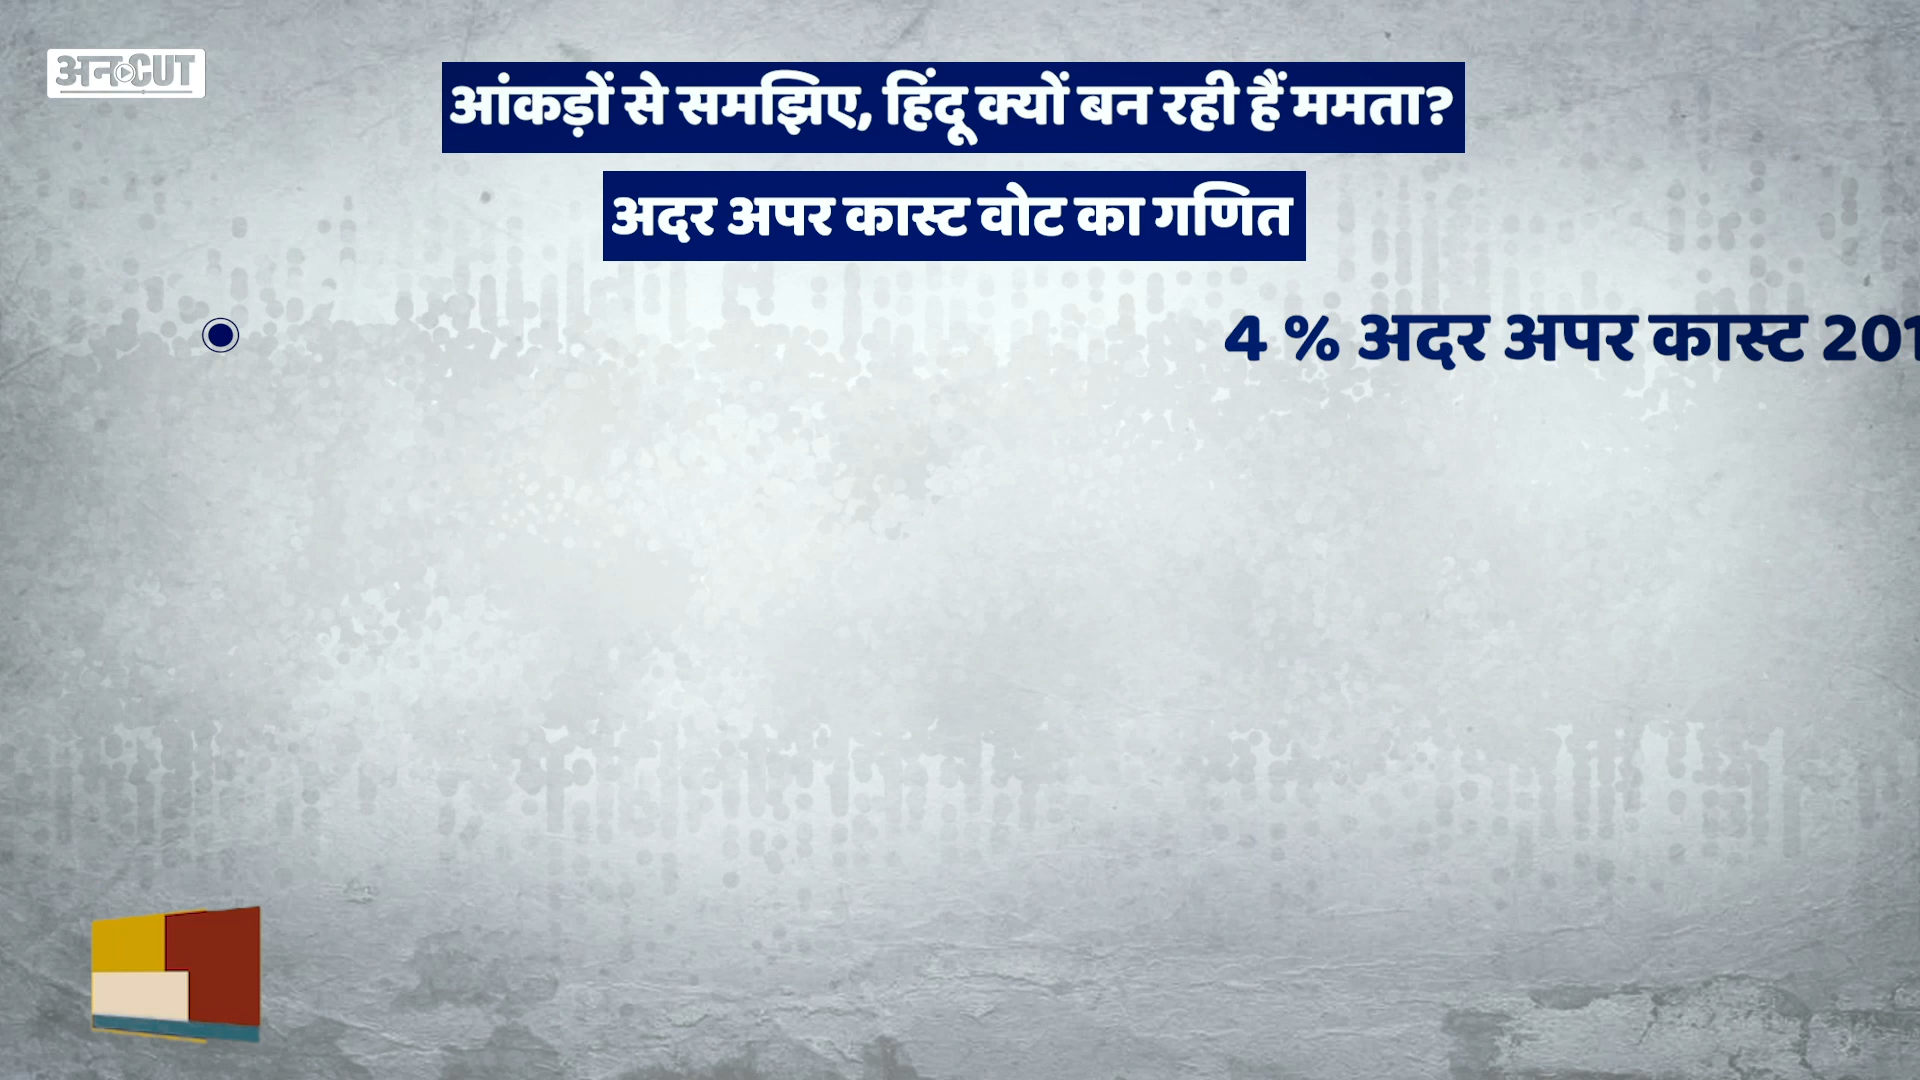 अनCUT
आंकड़ों से समझिए, हिंदू क्यों बन रही हैं ममता?
अदर अपर कास्ट वोट का गणित
4 % अदर अपर कास्ट 201